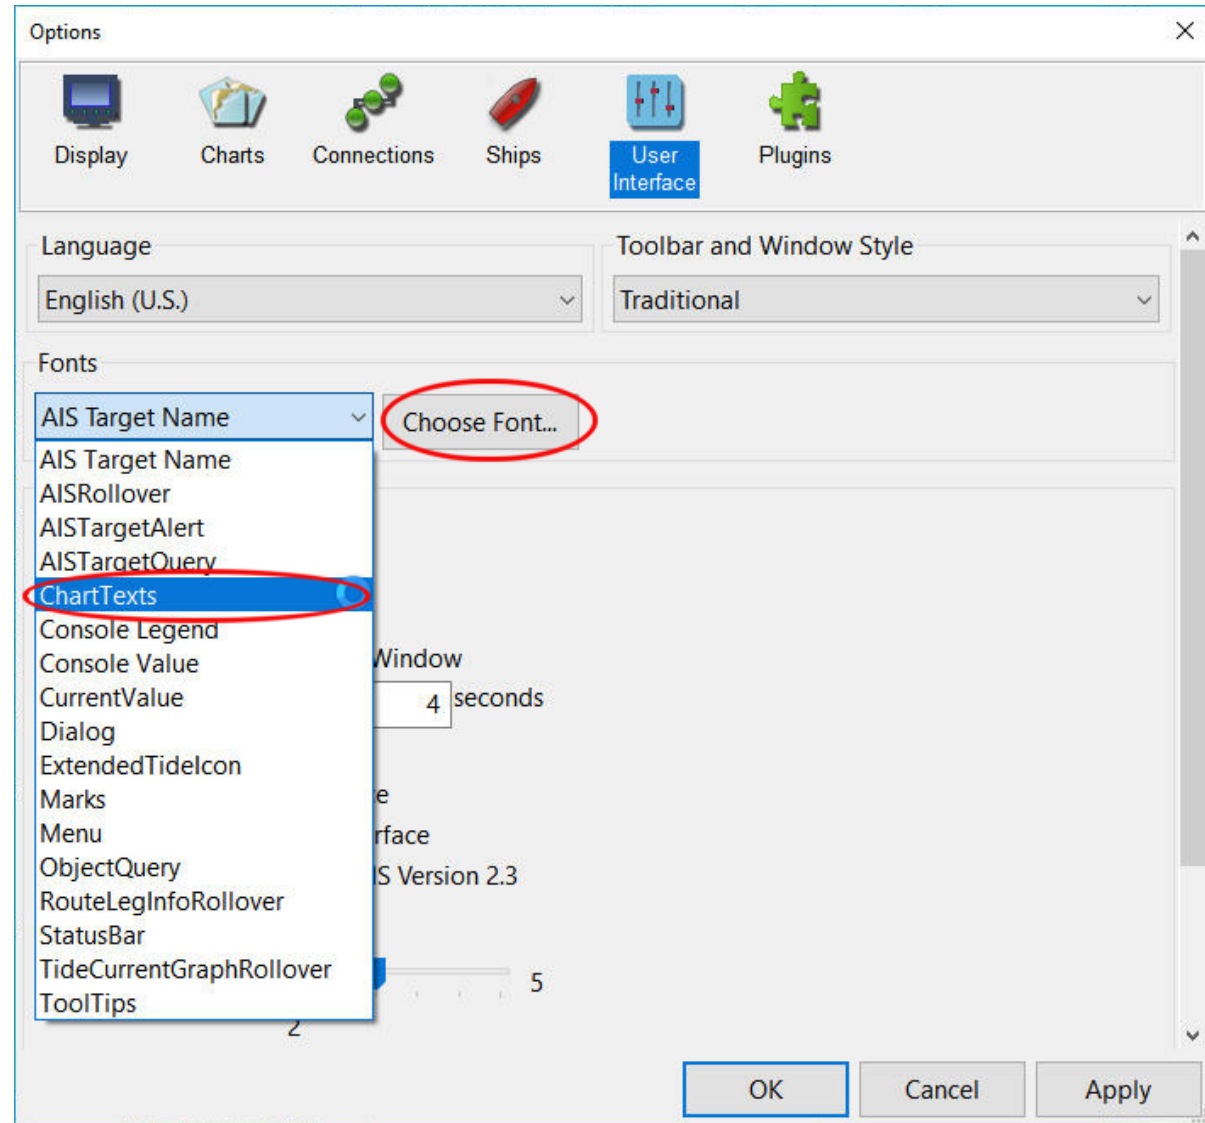 Options
Display
Charts
Connections
Ships
User
Interface
Plugins
Language
Toolbar and Window Style
English (U.S.)
Traditional
Fonts
AIS Target Name
Choose Font...
AIS Target Name
AISRollover
AISTargetAlert
AISTargetQuery
ChartTexts
Console Legend
Console Value
Window
CurrentValue
4 seconds
Dialog
ExtendedTideIcon
Marks
Menu
ObjectQuery
Version 2.3
RouteLegInfoRollover
StatusBar
TideCurrentGraphRollover
5
ToolTips
2
OK
Cancel
Apply